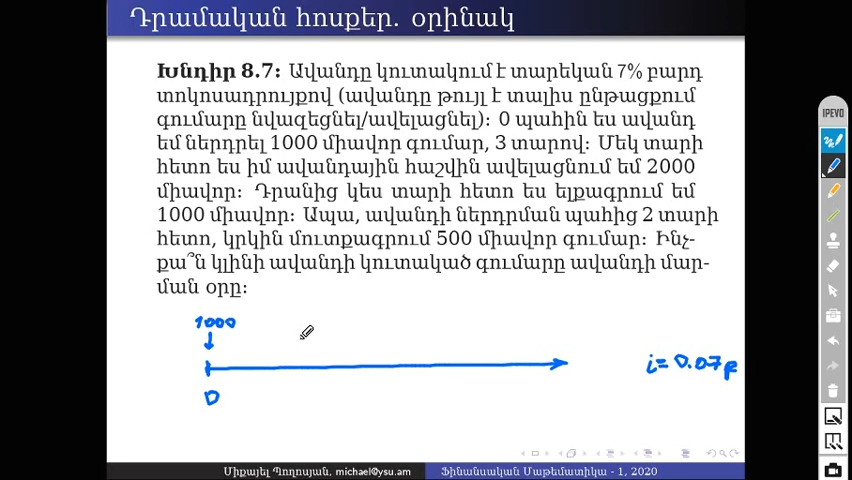 Դրամական հոսքեր. օրինակ
Խնդիր 8.7: Ավանդը կուտակում է տարեկան 7% բարդ
տոկոսադրույքով (ավանդը թույլ է տալիս ընթացքում
գումարը նվազեցնել/ավելացնել): 0 պահին ես ավանդ
եմ ներդրել 1000 միավոր գումար, 3 տարով: Մեկ տարի
հետո ես իմ ավանդային հաշվին ավելացնում եմ 2000
միավոր: Դրանից կես տարի հետո ես ելքագրում եմ
1000 միավոր: Ապա, ավանդի ներդրման պահից 2 տարի
հետո, կրկին մուտքագրում 500 միավոր գումար: Ինչ-
քա՞ն կլինի ավանդի կուտակած գումարը ավանդի մար-
ման օրը:
1000
i = 0.07 բ
0
Միքայել Պողոսյան, michael@ysu.am
Ֆինանսական Մաթեմատիկա - 1, 2020
IPEVO